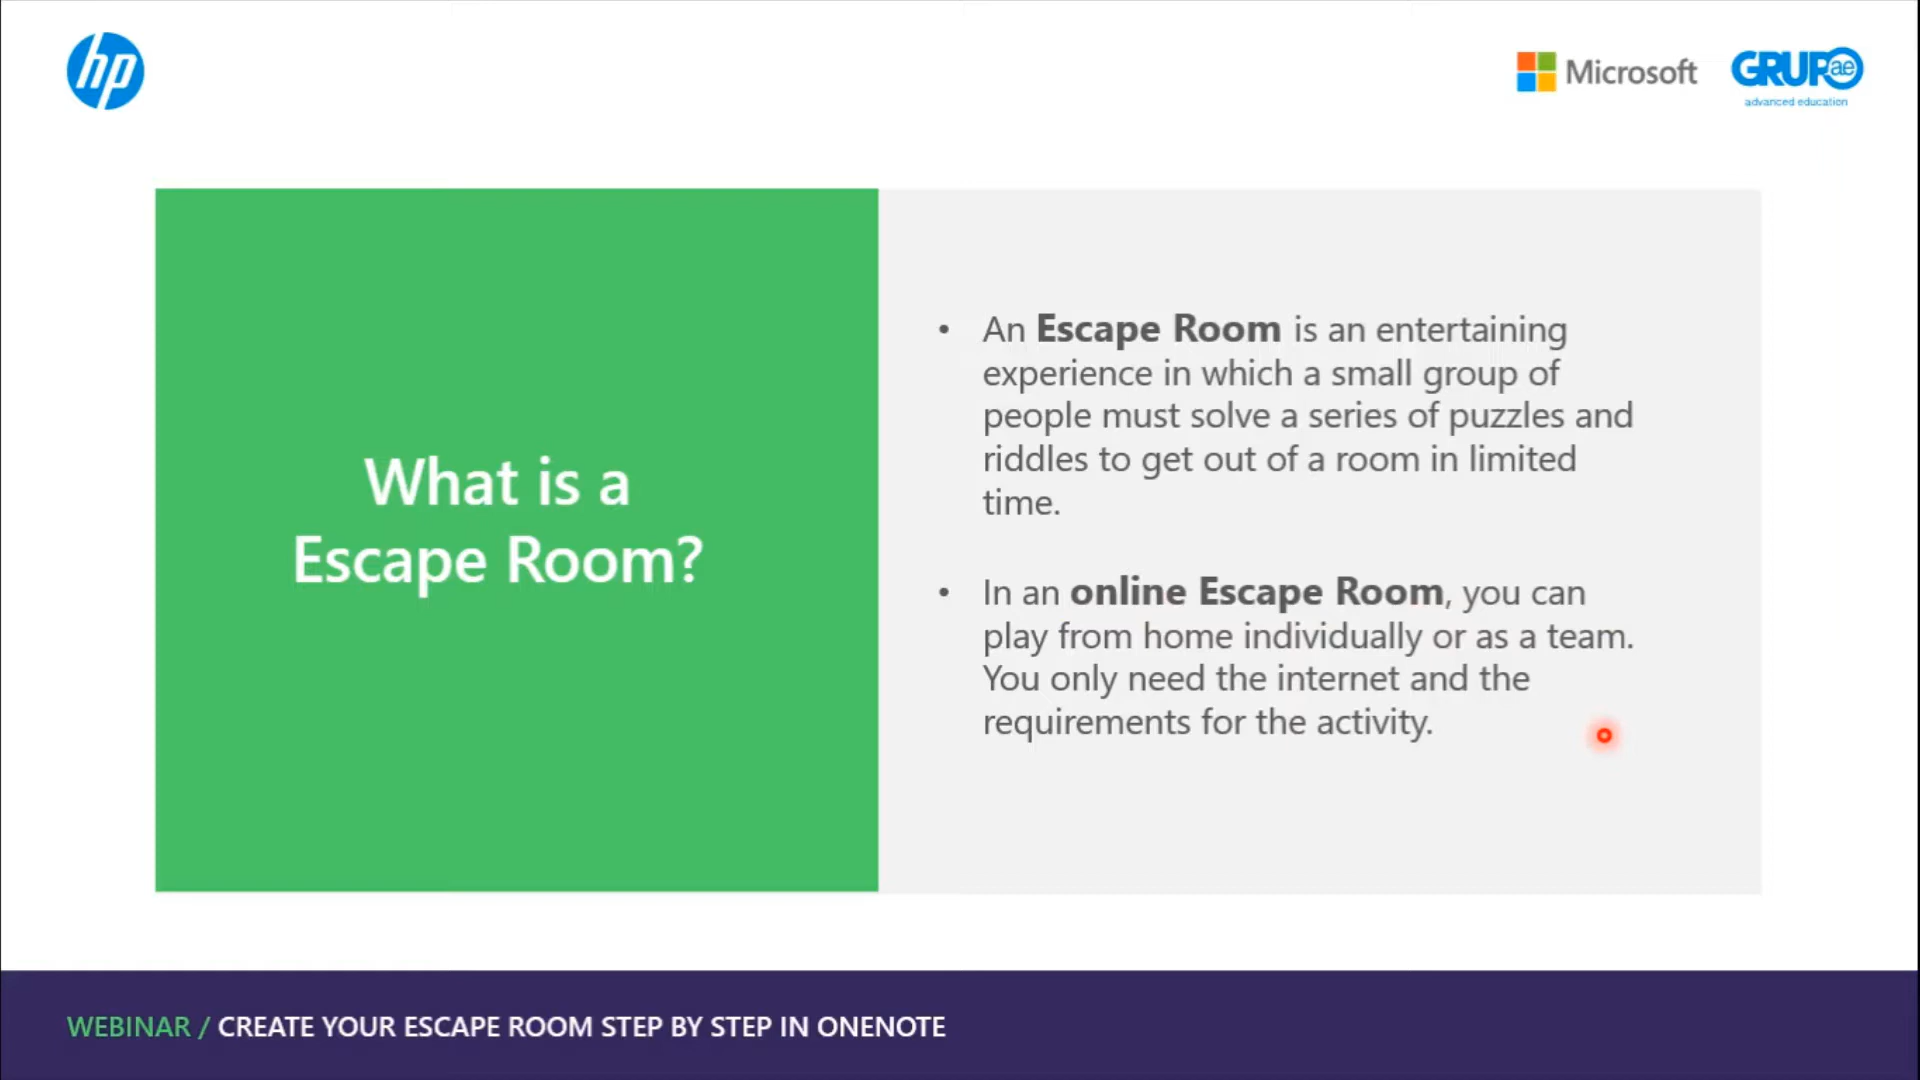 hp
Microsoft
GRUPO ae
advanced education
What is a
Escape Room?
• An Escape Room is an entertaining
experience in which a small group of
people must solve a series of puzzles and
riddles to get out of a room in limited
time.
• In an online Escape Room, you can
play from home individually or as a team.
You only need the internet and the
requirements for the activity.
WEBINAR / CREATE YOUR ESCAPE ROOM STEP BY STEP IN ONENOTE